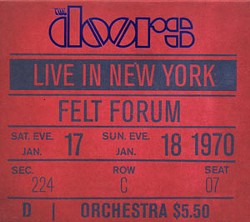 THE
doors
LIVE IN NEW YORK
FELT FORUM
SAT. EVE. 17 SUN. EVE. 18 1970
JAN. JAN.
SEC. ROW SEAT
224 C 07
D ORCHESTRA $5.50